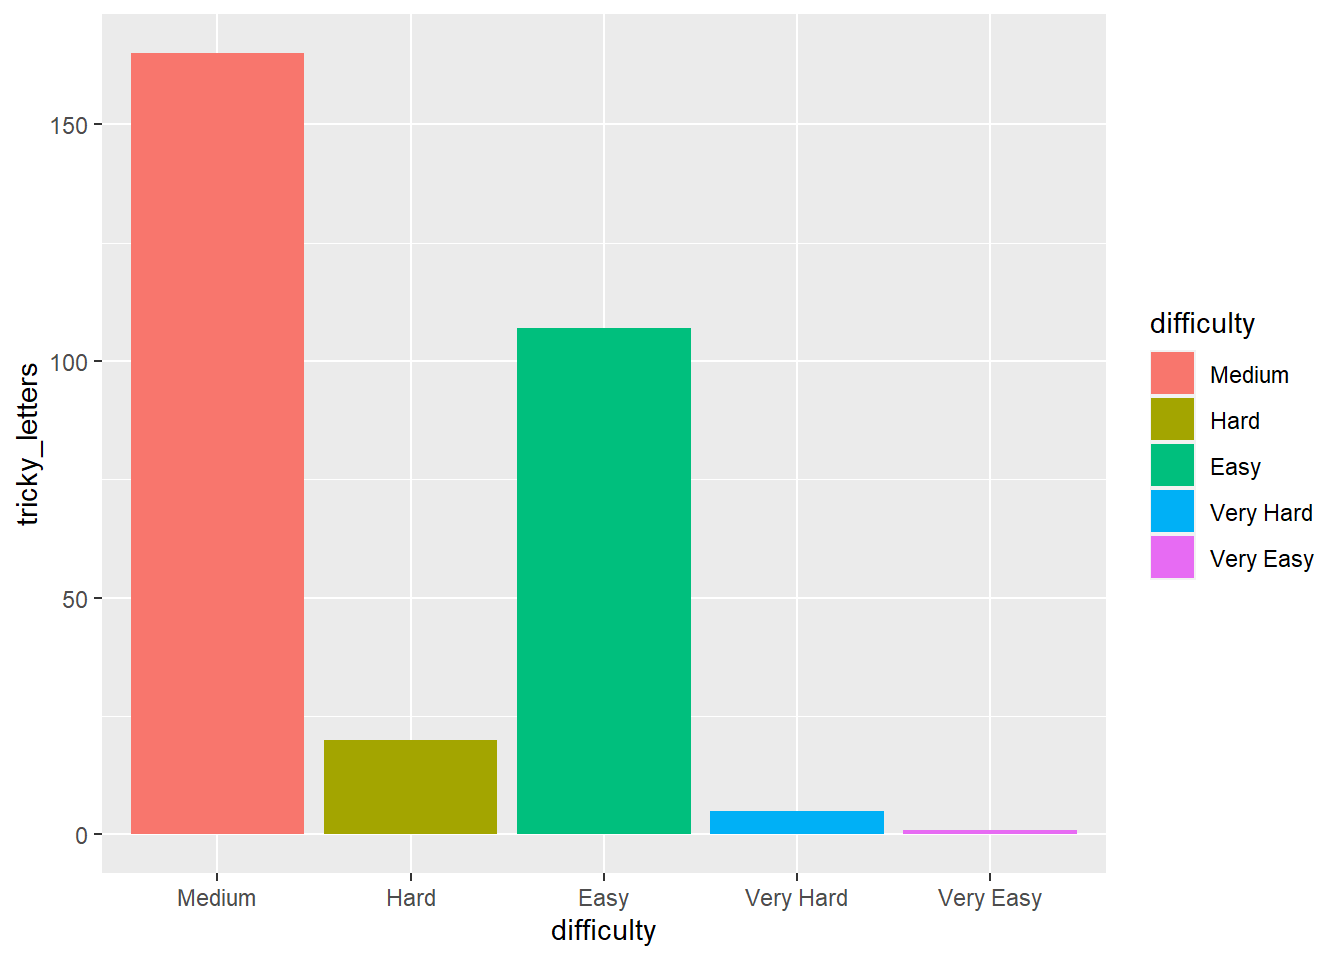 150
100
50
0
tricky_letters
Medium Hard Easy Very Hard Very Easy
difficulty
difficulty
Medium
Hard
Easy
Very Hard
Very Easy